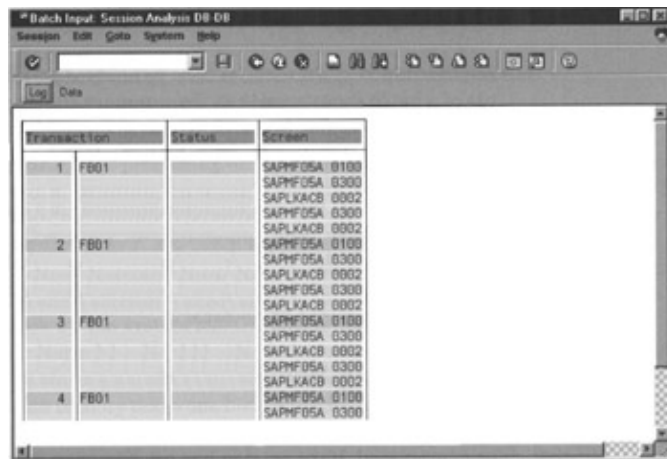 Batch Input: Session Analysis DB-DB
Session Edit Goto System Help
Log Data
Transaction Status Screen
1 FB01 SAPMF05A 0100
SAPMF05A 0300
SAPLKACB 0002
SAPMF05A 0300
SAPLKACB 0002
2 FB01 SAPMF05A 0100
SAPMF05A 0300
SAPLKACB 0002
SAPMF05A 0300
SAPLKACB 0002
3 FB01 SAPMF05A 0100
SAPMF05A 0300
SAPLKACB 0002
SAPMF05A 0300
SAPLKACB 0002
4 FB01 SAPMF05A 0100
SAPMF05A 0300